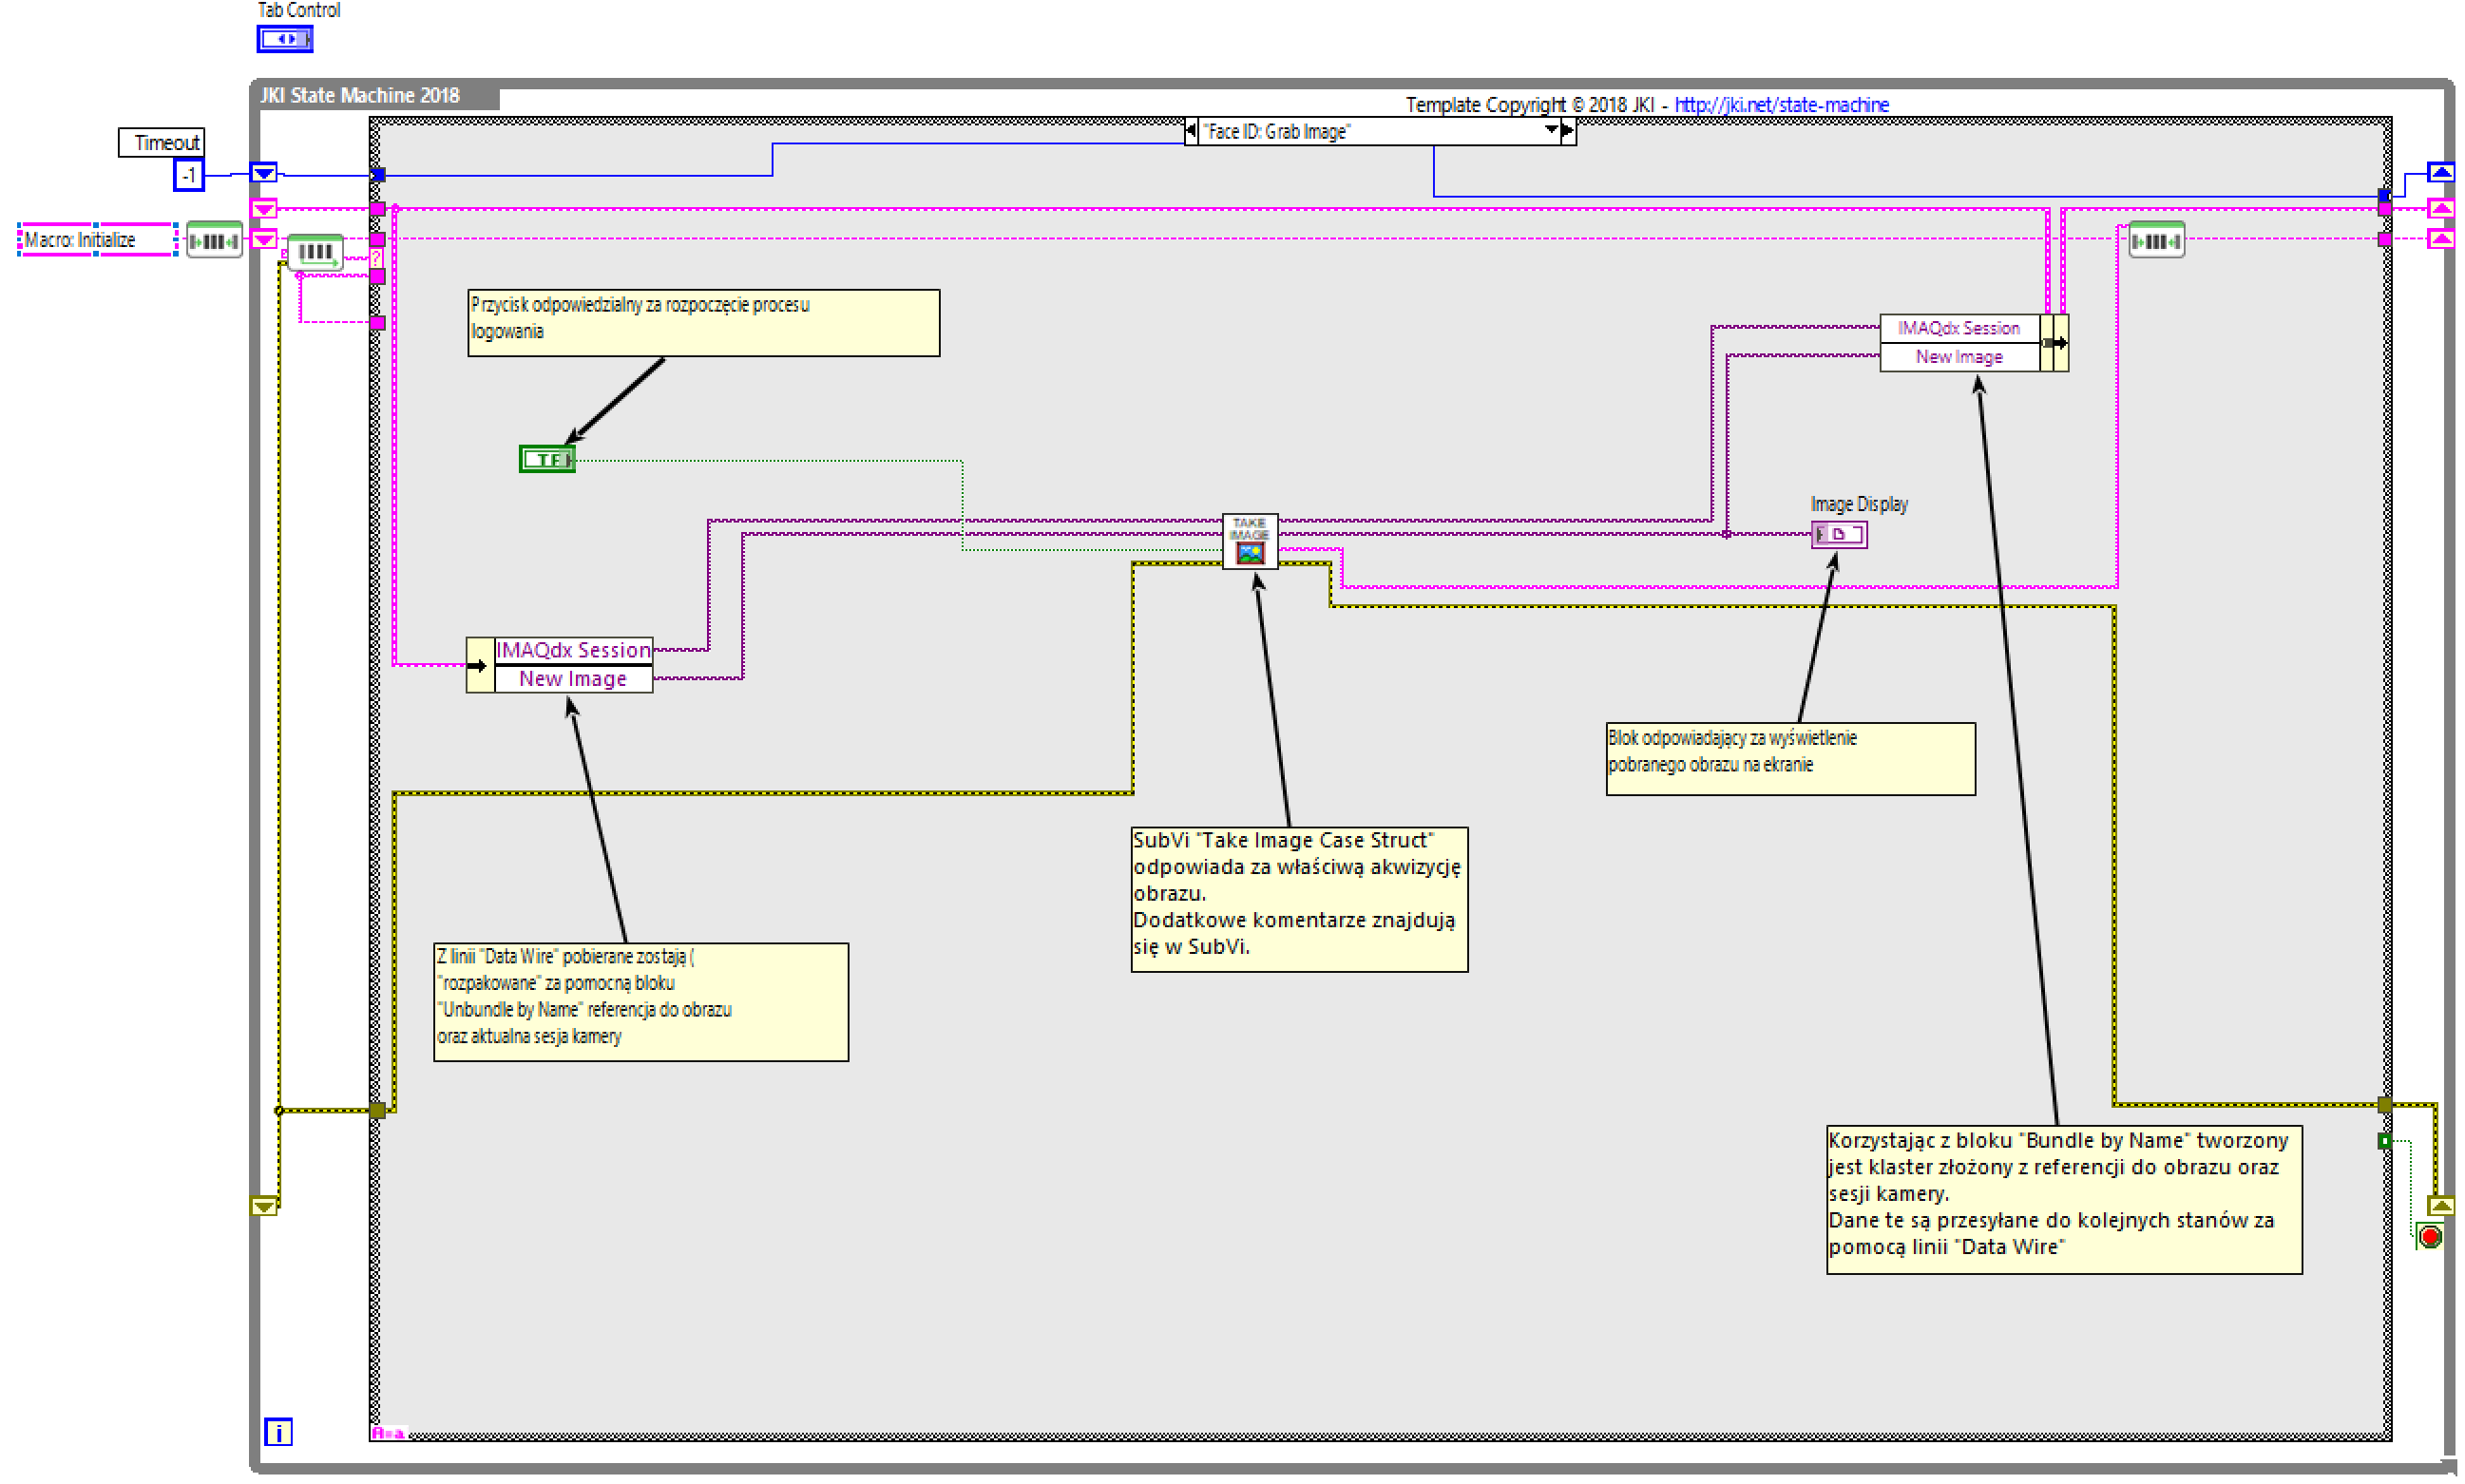 Tab Control
JKI State Machine 2018
Template Copyright © 2018 JKI - http://jki.net/state-machine
"Face ID: Grab Image"
Timeout
-1
Macro: Initialize
?
Przycisk odpowiedzialny za rozpoczęcie procesu
logowania
IMAQdx Session
New Image
TF
Image Display
TAKE
IMAGE
IMAQdx Session
New Image
Blok odpowiadający za wyświetlenie
pobranego obrazu na ekranie
SubVi "Take Image Case Struct"
odpowiada za właściwą akwizycję
obrazu.
Dodatkowe komentarze znajdują
się w SubVi.
Z linii "Data Wire" pobierane zostają (
"rozpakowane" za pomocną bloku
"Unbundle by Name" referencja do obrazu
oraz aktualna sesja kamery
Korzystając z bloku "Bundle by Name" tworzony
jest klaster złożony z referencji do obrazu oraz
sesji kamery.
Dane te są przesyłane do kolejnych stanów za
pomocą linii "Data Wire"
i
A=a